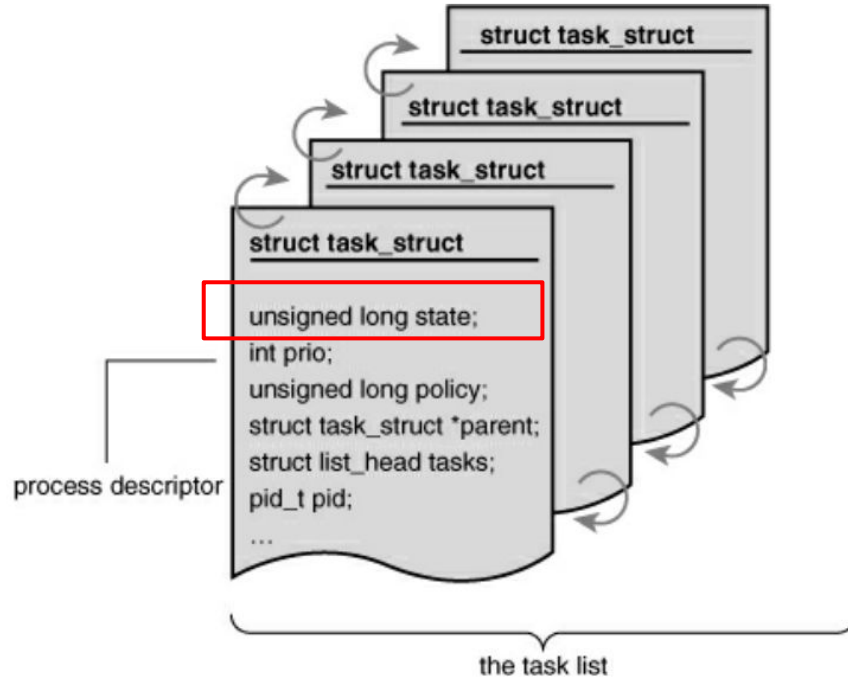 struct task_struct
struct task_struct
struct task_struct
struct task_struct
unsigned long state;
int prio;
unsigned long policy;
struct task_struct *parent;
struct list_head tasks;
pid_t pid;
...
process descriptor
the task list